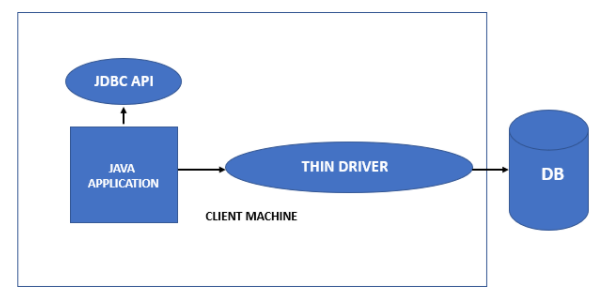 JDBC API
JAVA
APPLICATION
THIN DRIVER
DB
CLIENT MACHINE